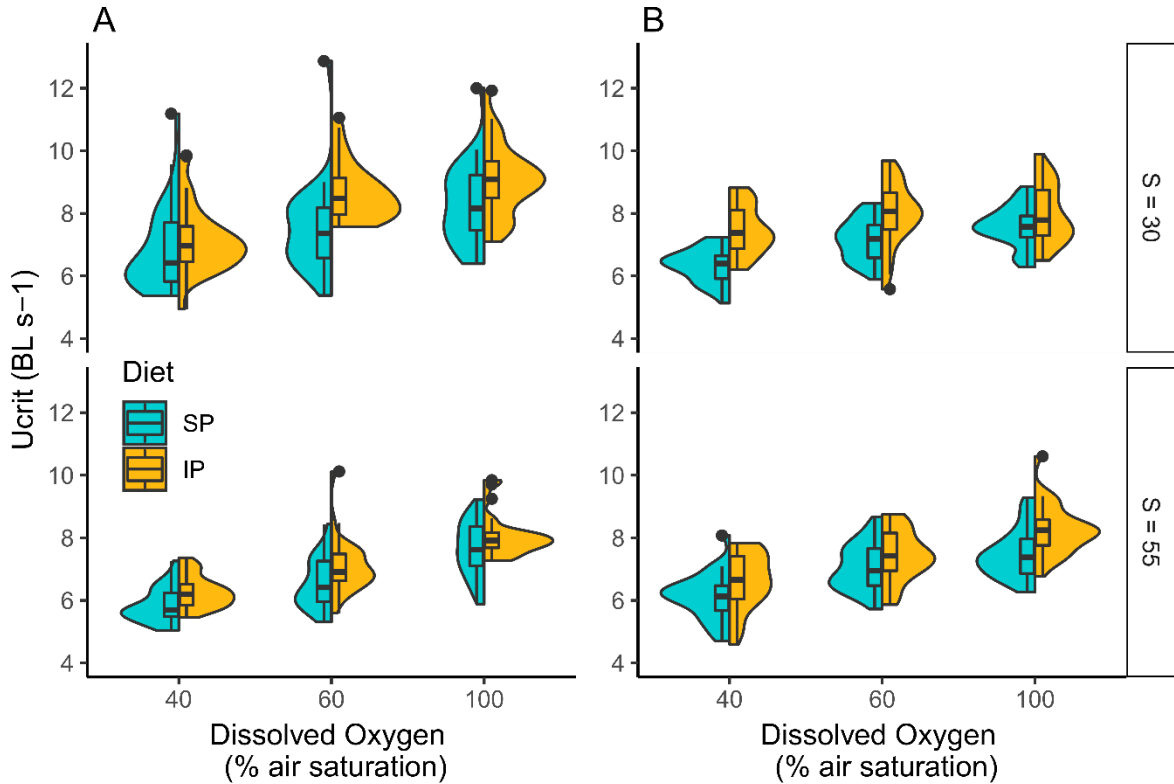 A
B
Ucrit (BL s−1)
12
10
8
6
4
12
10
8
6
4
S = 30
12
10
8
6
4
12
10
8
6
4
S = 55
Diet
SP
IP
40
60
100
40
60
100
Dissolved Oxygen
(% air saturation)
Dissolved Oxygen
(% air saturation)